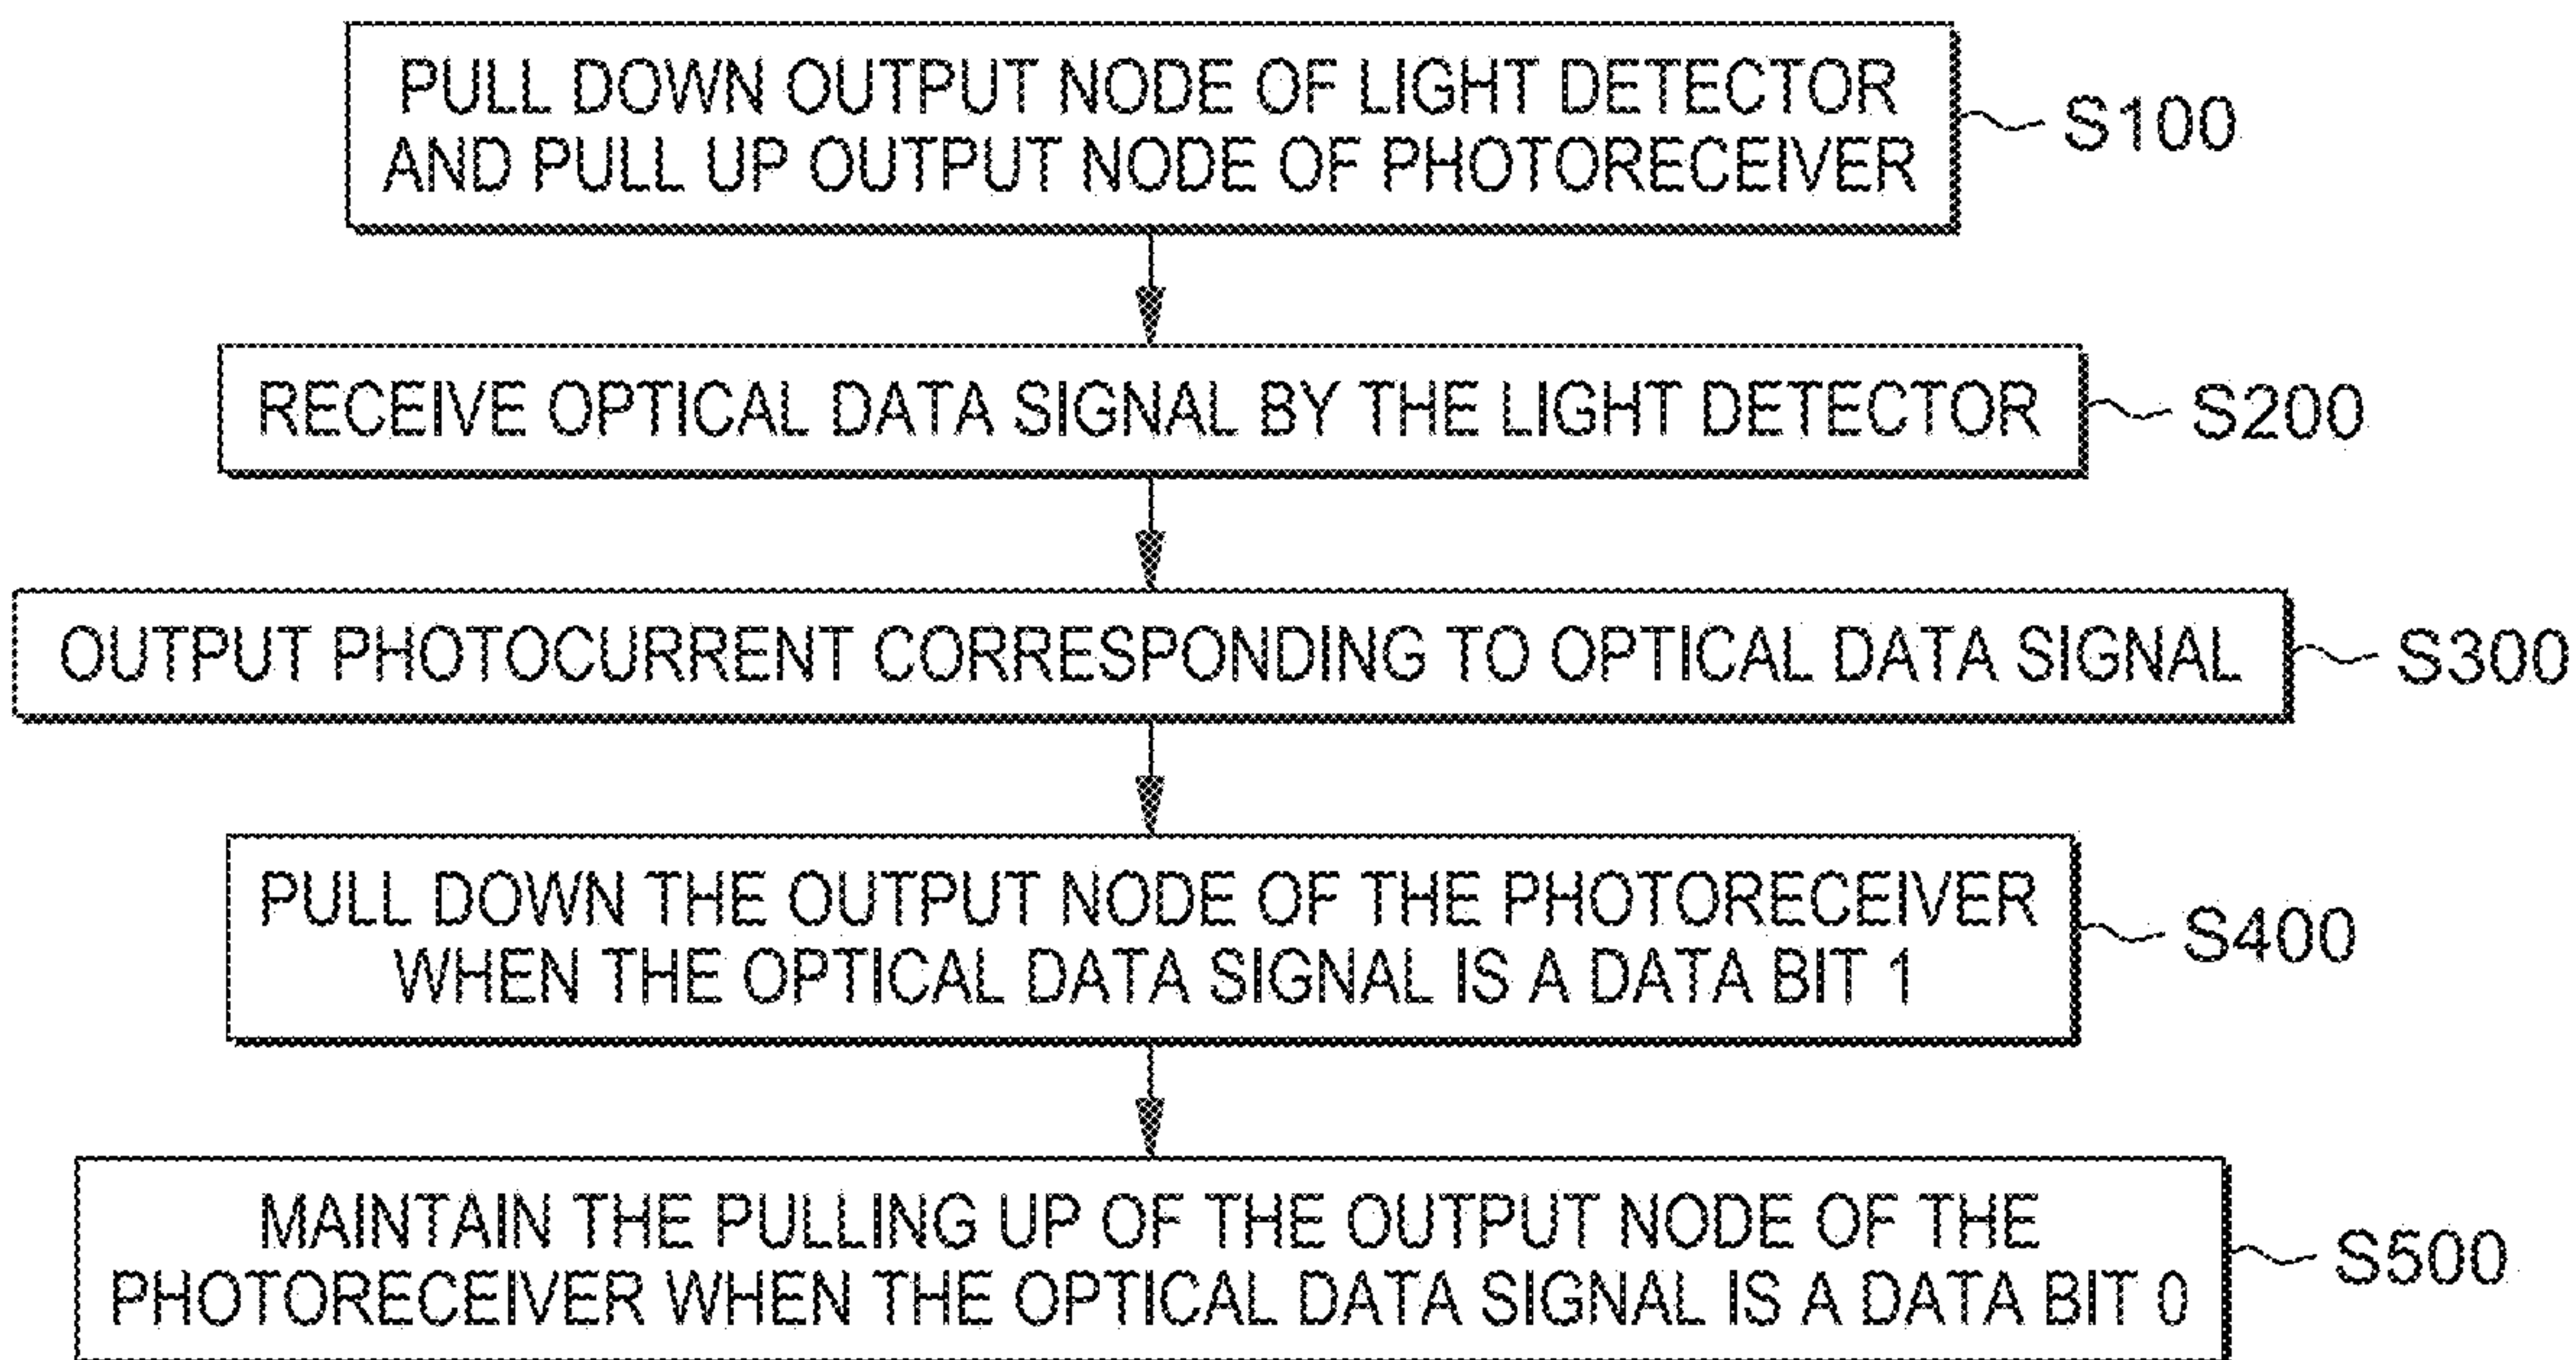 PULL DOWN OUTPUT NODE OF LIGHT DETECTOR
AND PULL UP OUTPUT NODE OF PHOTORECEIVER
S100
RECEIVE OPTICAL DATA SIGNAL BY THE LIGHT DETECTOR
S200
OUTPUT PHOTOCURRENT CORRESPONDING TO OPTICAL DATA SIGNAL
S300
PULL DOWN THE OUTPUT NODE OF THE PHOTORECEIVER
WHEN THE OPTICAL DATA SIGNAL IS A DATA BIT 1
S400
MAINTAIN THE PULLING UP OF THE OUTPUT NODE OF THE
PHOTORECEIVER WHEN THE OPTICAL DATA SIGNAL IS A DATA BIT 0
S500